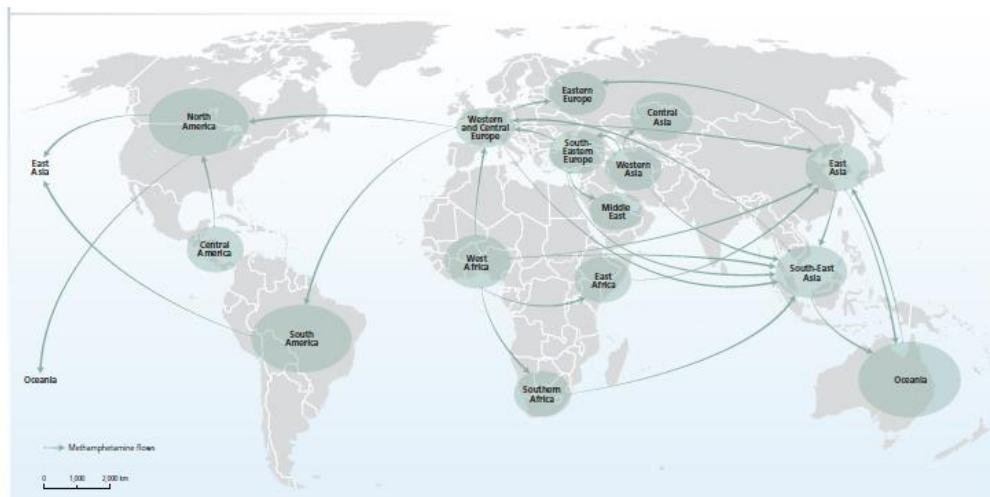 North
America
East
Asia
Central
America
South
America
Oceania
Western
and Central
Europe
Eastern
Europe
South-
Eastern
Europe
Central
Asia
Western
Asia
Middle
East
East
Asia
West
Africa
East
Africa
South-East
Asia
Southern
Africa
Oceania
Methamphetamine flows
0 1,000 2,000 km